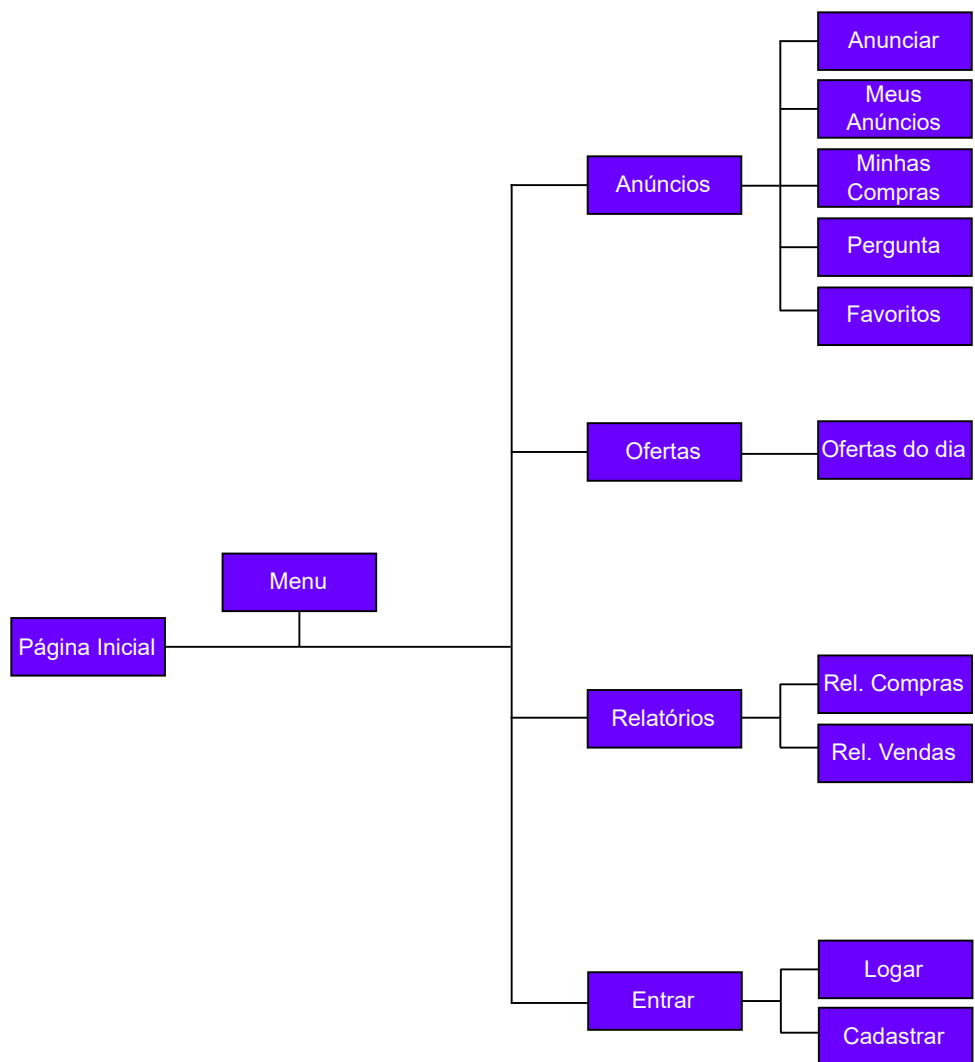 Anunciar
Meus
Anúncios
Anúncios
Minhas
Compras
Pergunta
Favoritos
Ofertas
Ofertas do dia
Menu
Página Inicial
Rel. Compras
Relatórios
Rel. Vendas
Logar
Entrar
Cadastrar